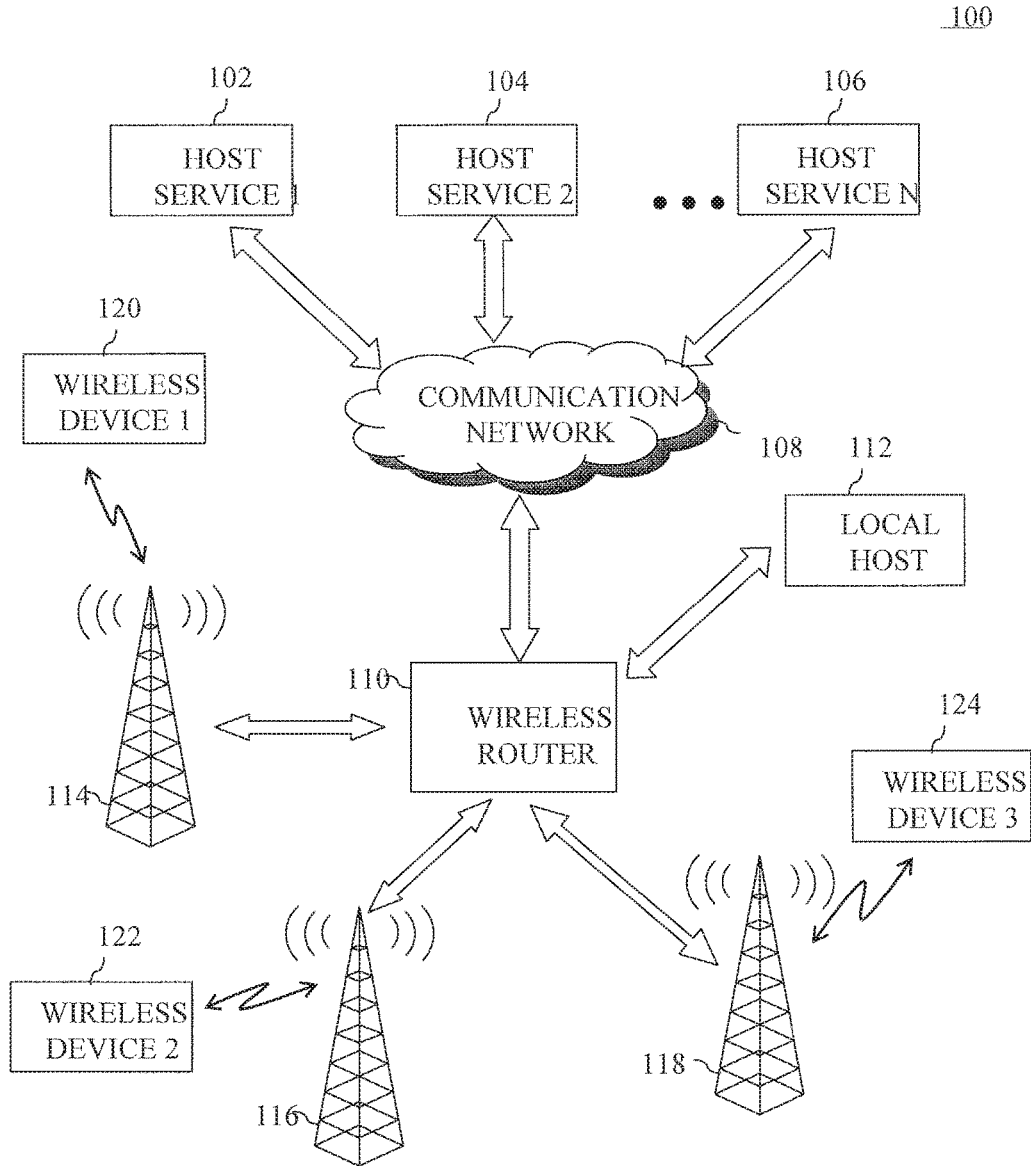 100
102
104
106
HOST
SERVICE 1
HOST
SERVICE 2
HOST
SERVICE N
120
WIRELESS
DEVICE 1
COMMUNICATION
NETWORK
108
112
LOCAL
HOST
110
WIRELESS
ROUTER
124
WIRELESS
DEVICE 3
114
122
WIRELESS
DEVICE 2
118
116